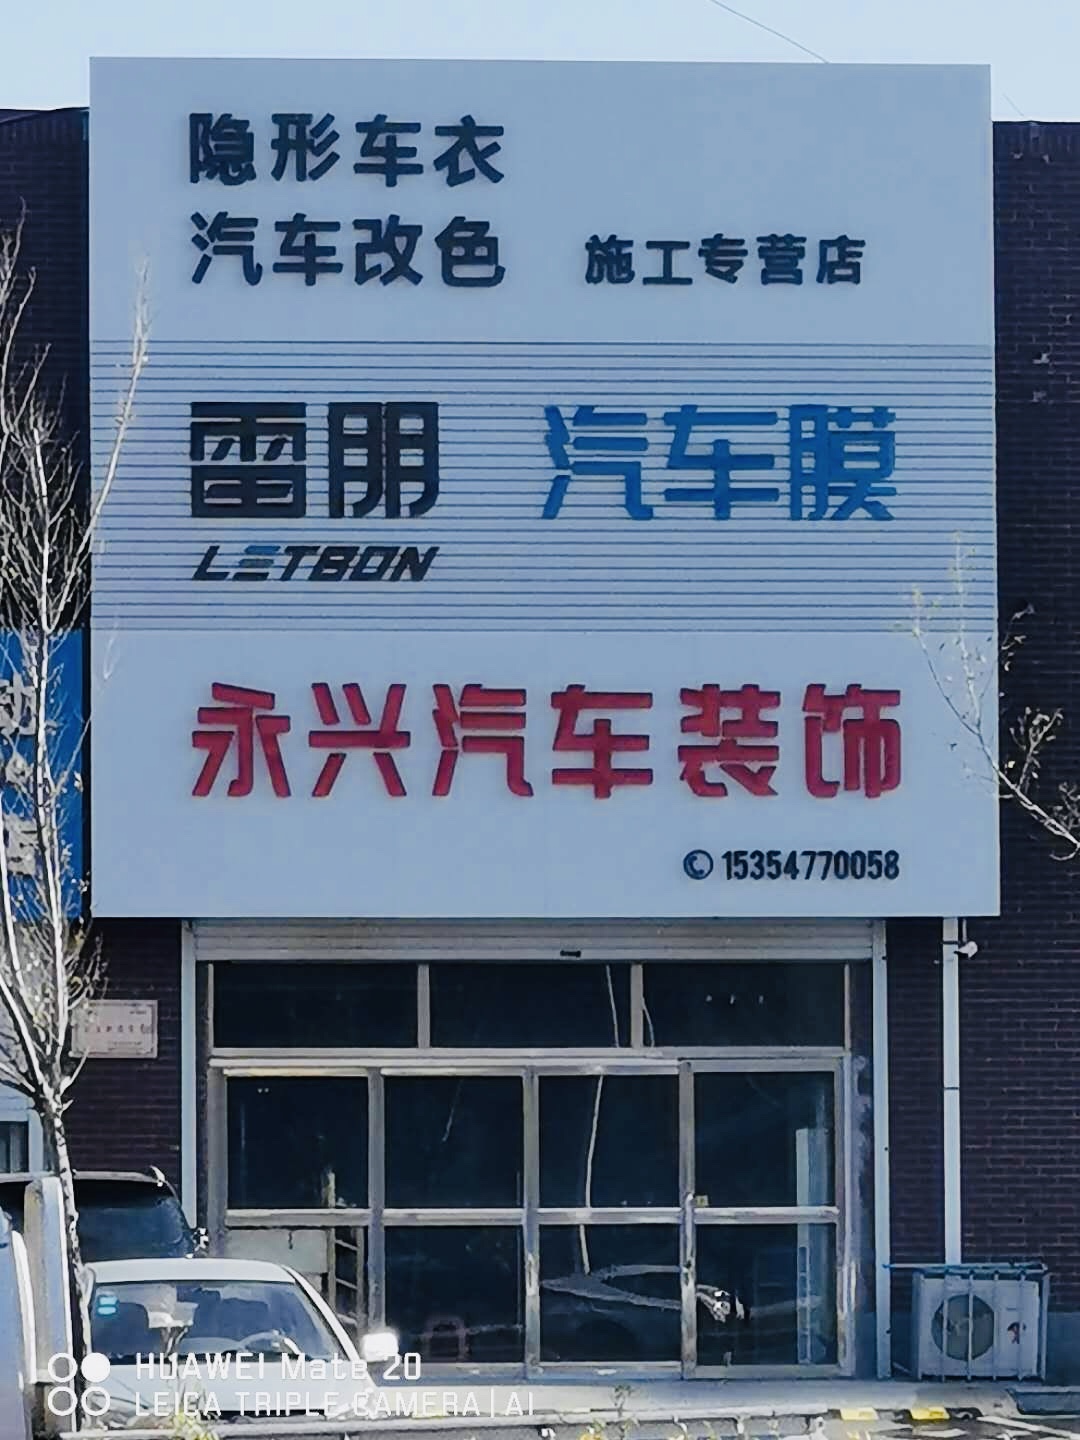 隐形车衣
汽车改色 施工专营店
雷朋 汽车膜
LETBON
永兴汽车装饰
✆ 15354770058
HUAWEI Mate 20
LEICA TRIPLE CAMERA | AI